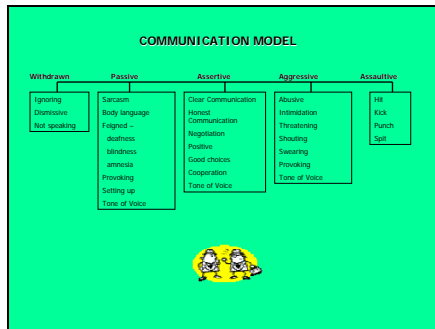 COMMUNICATION MODEL
Withdrawn Passive Assertive Aggressive Assaultive
Ignoring
Dismissive
Not speaking
Sarcasm
Body language
Feigned –
deafness
blindness
amnesia
Provoking
Setting up
Tone of Voice
Clear Communication
Honest
Communication
Negotiation
Positive
Good choices
Cooperation
Tone of Voice
Abusive
Intimidation
Threatening
Shouting
Swearing
Provoking
Tone of Voice
Hit
Kick
Punch
Spit